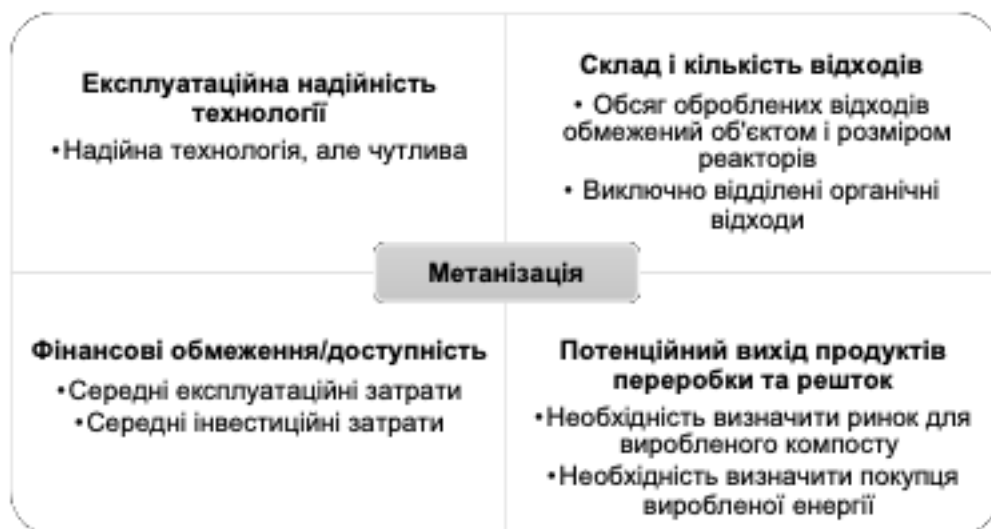 Експлуатаційна надійність
технології
•Надійна технологія, але чутлива
Склад і кількість відходів
• Обсяг оброблених відходів
обмежений об'єктом і розміром
реакторів
• Виключно відділені органічні
відходи
Метанізація
Фінансові обмеження/доступність
•Середні експлуатаційні затрати
•Середні інвестиційні затрати
Потенційний вихід продуктів
переробки та решток
•Необхідність визначити ринок для
виробленого компосту
•Необхідність визначити покупця
виробленої енергії